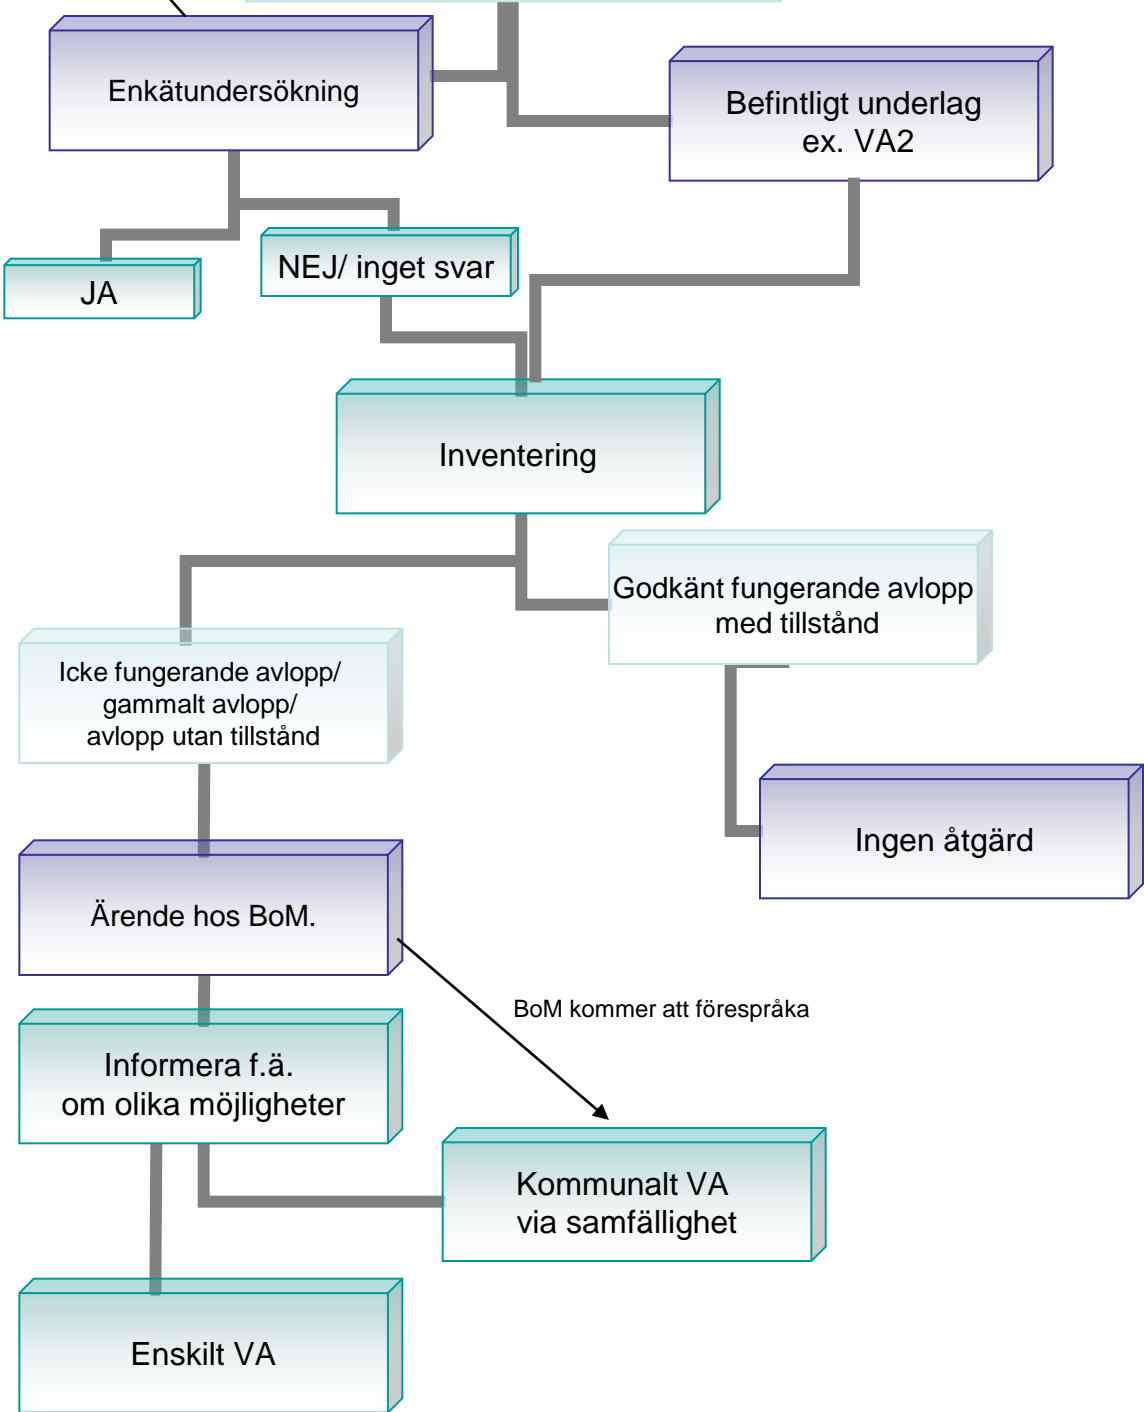 Enkätundersökning
Befintligt underlag
ex. VA2
JA
NEJ/ inget svar
Inventering
Godkänt fungerande avlopp
med tillstånd
Icke fungerande avlopp/
gammalt avlopp/
avlopp utan tillstånd
Ingen åtgärd
Ärende hos BoM.
BoM kommer att förespråka
Informera f.ä.
om olika möjligheter
Kommunalt VA
via samfällighet
Enskilt VA